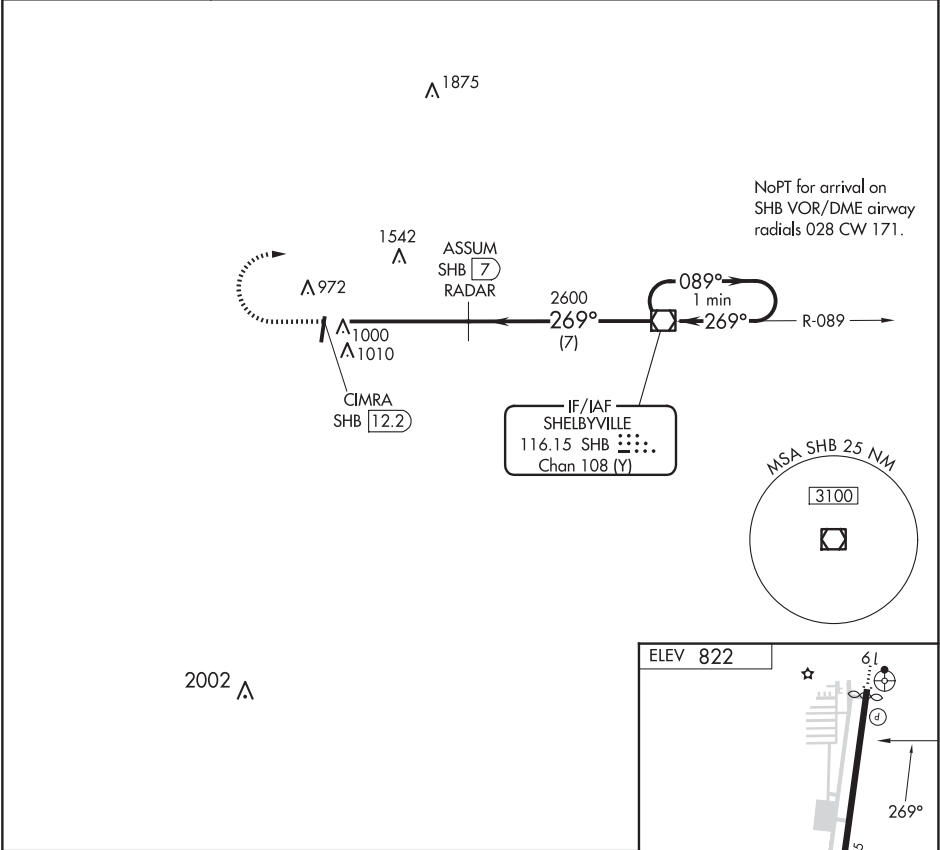 1875
NoPT for arrival on
SHB VOR/DME airway
radials 028 CW 171.
1542
ASSUM
SHB 7
RADAR
972
2600
269°
(7)
089°
1 min
269°
R-089
1000
1010
CIMRA
SHB 12.2
IF/IAF
SHELBYVILLE
116.15 SHB
Chan 108 (Y)
MSA SHB 25 NM
3100
2002
ELEV 822
19
P
269°